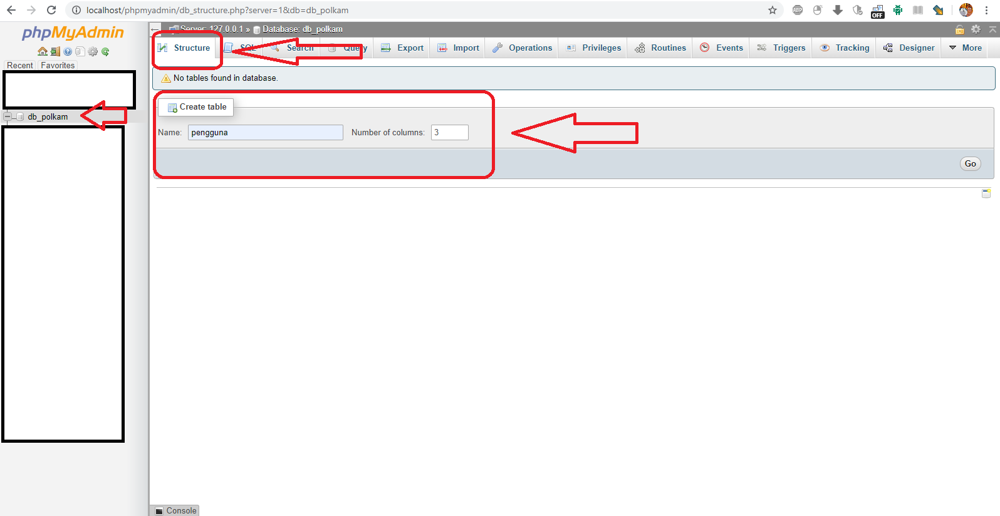 localhost/phpmyadmin/db_structure.php?server=1&db=db_polkam
ABP
OFF
phpMyAdmin
Recent Favorites
db_polkam
Server: 127.0.0.1 » Database: db_polkam
Structure SQL Search Query Export Import Operations Privileges Routines Events Triggers Tracking Designer More
No tables found in database.
Create table
Name: pengguna Number of columns: 3
Go
Console